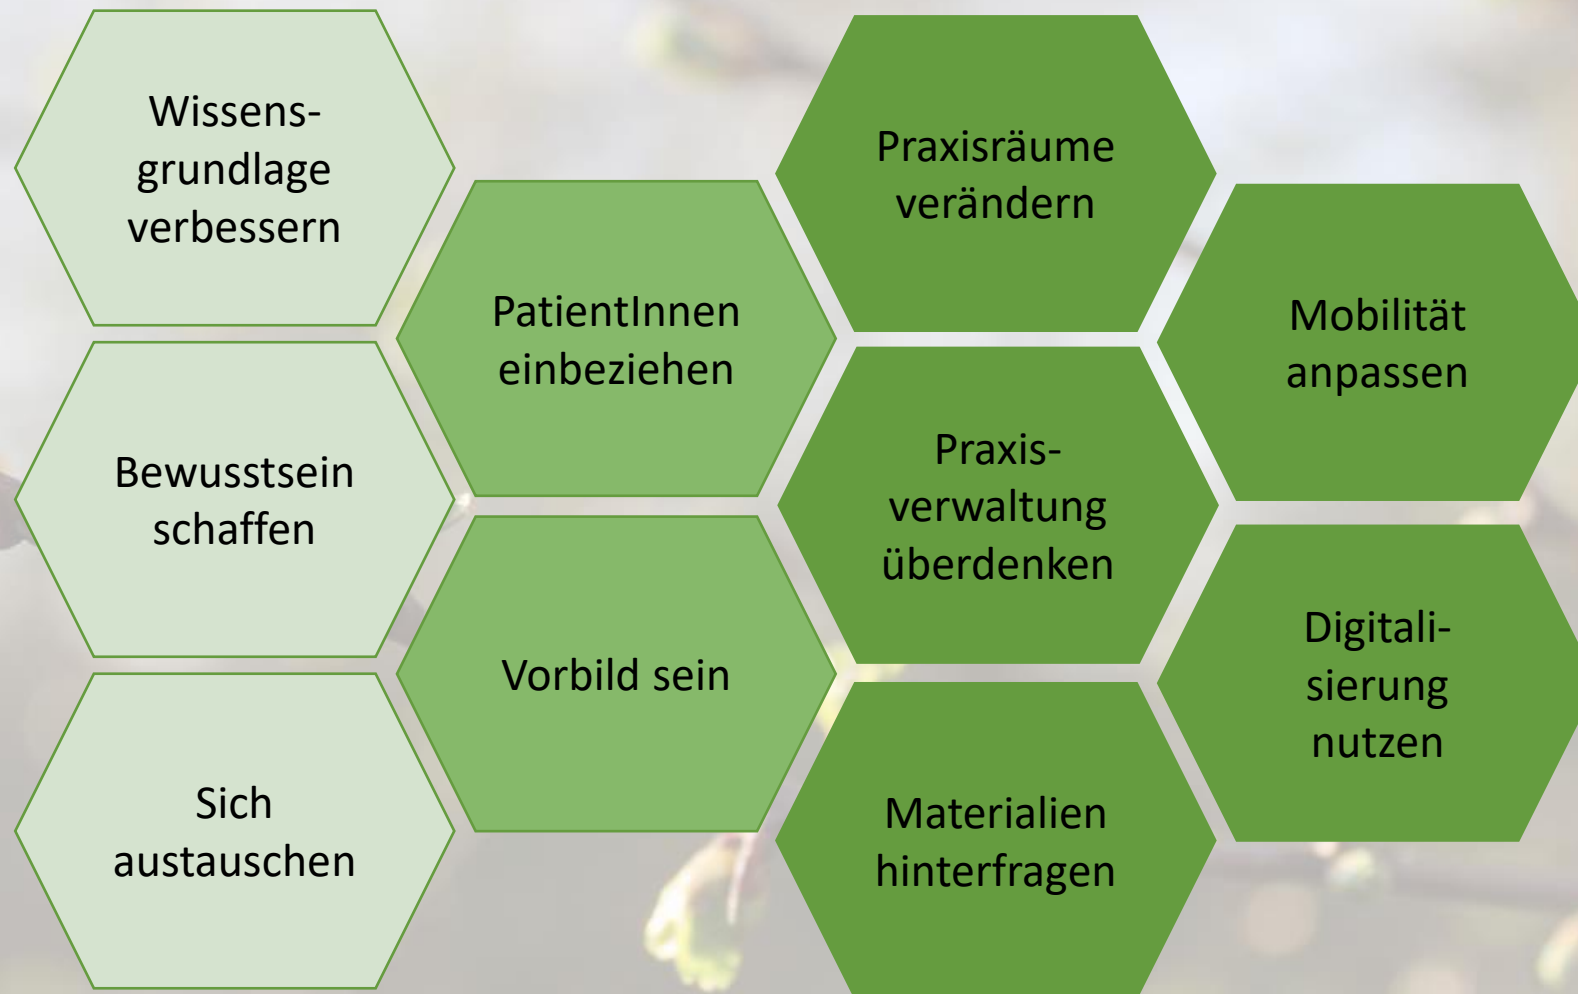 Wissens-
grundlage
verbessern
Bewusstsein
schaffen
Sich
austauschen
PatientInnen
einbeziehen
Vorbild sein
Praxisräume
verändern
Praxis-
verwaltung
überdenken
Materialien
hinterfragen
Mobilität
anpassen
Digitali-
sierung
nutzen